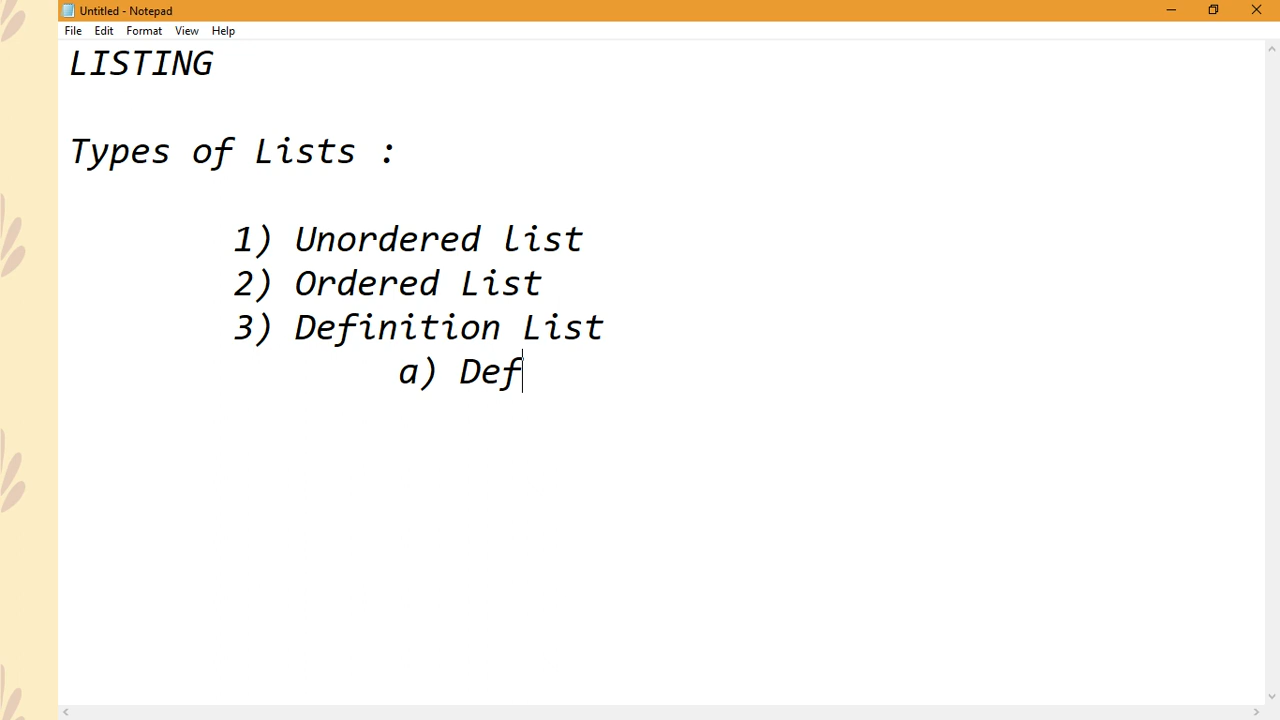 Untitled - Notepad
File Edit Format View Help
LISTING
Types of Lists :
1) Unordered list
2) Ordered List
3) Definition List
a) Def